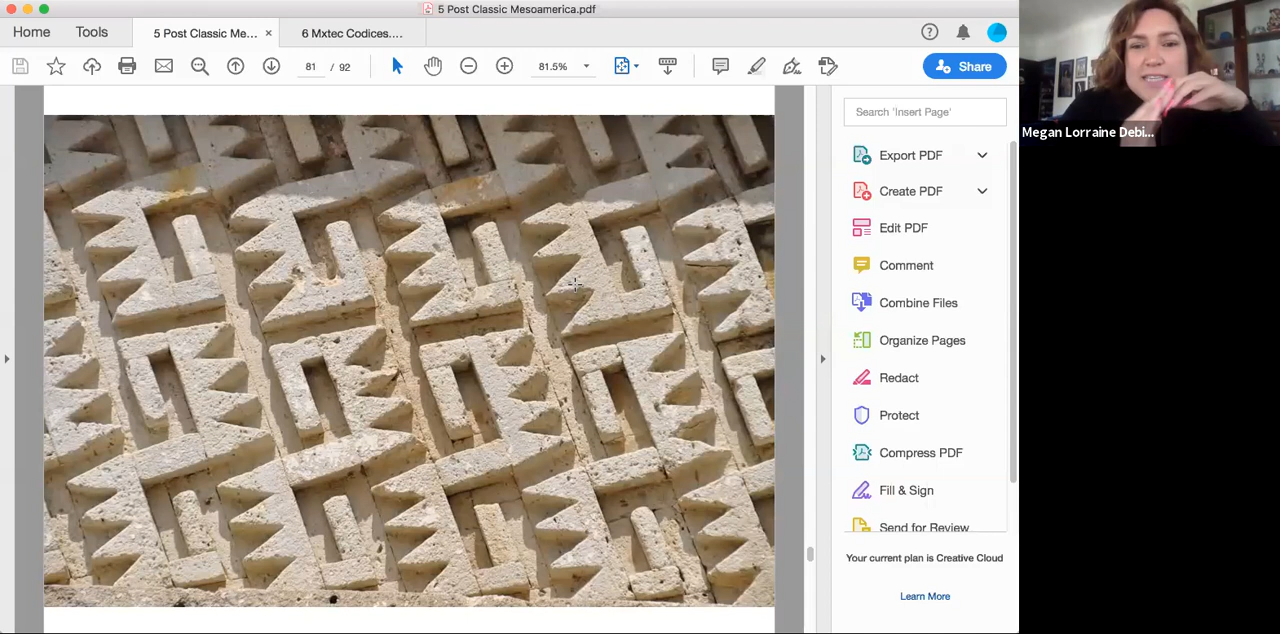 5 Post Classic Mesoamerica.pdf
Home Tools 5 Post Classic Me... × 6 Mxtec Codices....
81 / 92 81.5% Share
Megan Lorraine Debi...
Search 'Insert Page'
Export PDF
Create PDF
Edit PDF
Comment
Combine Files
Organize Pages
Redact
Protect
Compress PDF
Fill & Sign
Send for Review
Your current plan is Creative Cloud
Learn More